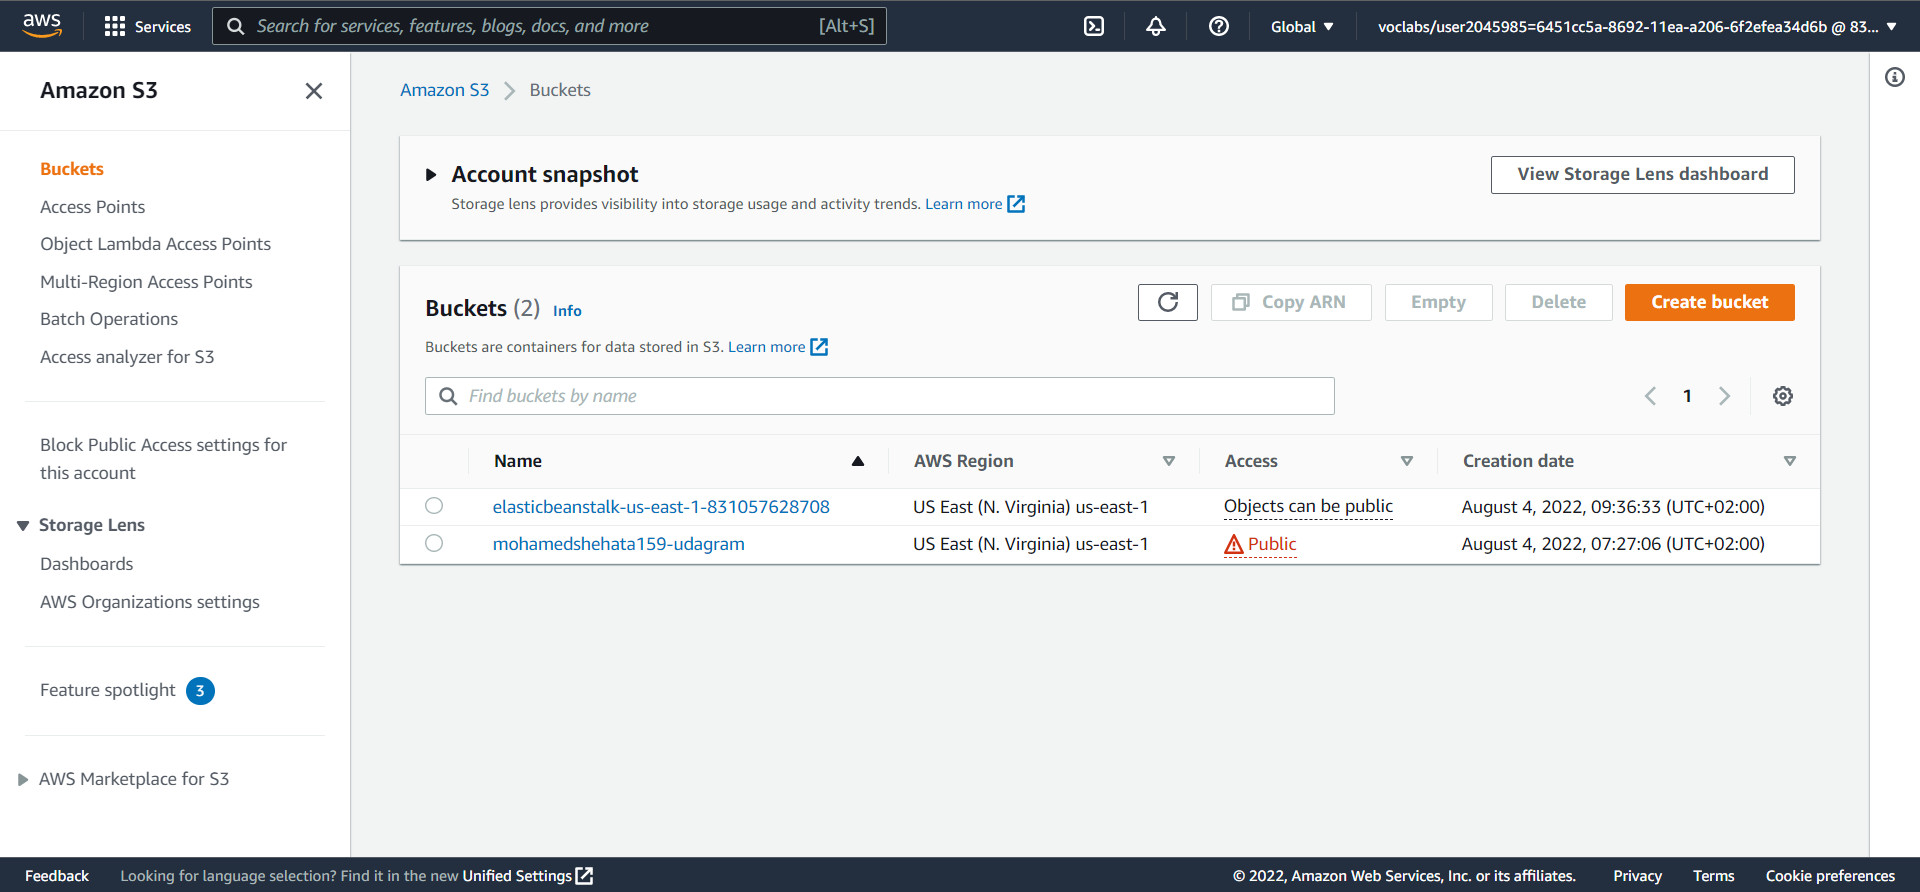 aws
Services
Search for services, features, blogs, docs, and more
[Alt+S]
Global
voclabs/user2045985=6451cc5a-8692-11ea-a206-6f2efea34d6b @ 83...
Amazon S3
Buckets
Access Points
Object Lambda Access Points
Multi-Region Access Points
Batch Operations
Access analyzer for S3
Block Public Access settings for
this account
Storage Lens
Dashboards
AWS Organizations settings
Feature spotlight 3
AWS Marketplace for S3
Amazon S3 Buckets
Account snapshot
Storage lens provides visibility into storage usage and activity trends. Learn more
View Storage Lens dashboard
Buckets (2) Info
Copy ARN
Empty
Delete
Create bucket
Buckets are containers for data stored in S3. Learn more
Find buckets by name
1
Name AWS Region Access Creation date
elasticbeanstalk-us-east-1-831057628708 US East (N. Virginia) us-east-1 Objects can be public August 4, 2022, 09:36:33 (UTC+02:00)
mohamedshehata159-udagram US East (N. Virginia) us-east-1 Public August 4, 2022, 07:27:06 (UTC+02:00)
Feedback
Looking for language selection? Find it in the new Unified Settings
© 2022, Amazon Web Services, Inc. or its affiliates.
Privacy
Terms
Cookie preferences